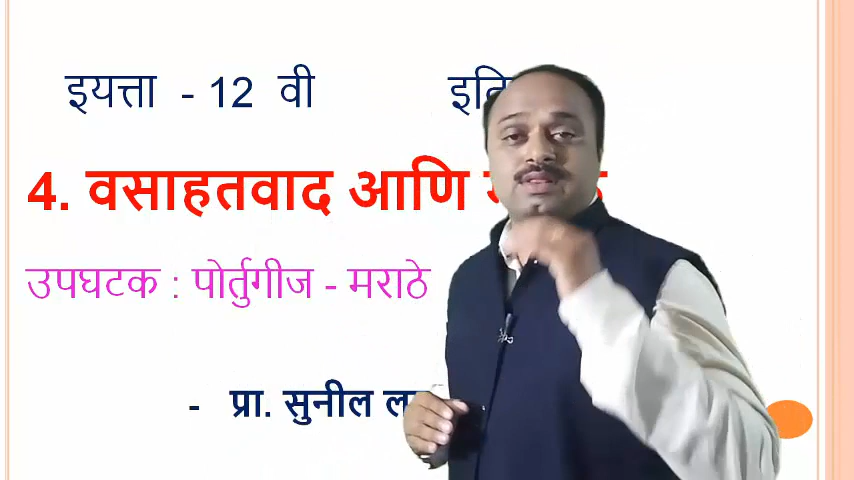 इयत्ता - 12 वी
4. वसाहतवाद आणि
उपघटक : पोर्तुगीज - मराठे
- प्रा. सुनील